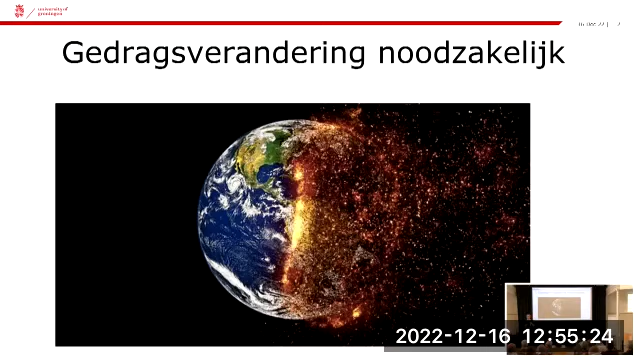 university of
groningen
Gedragsverandering noodzakelijk
2022-12-16 12:55:24